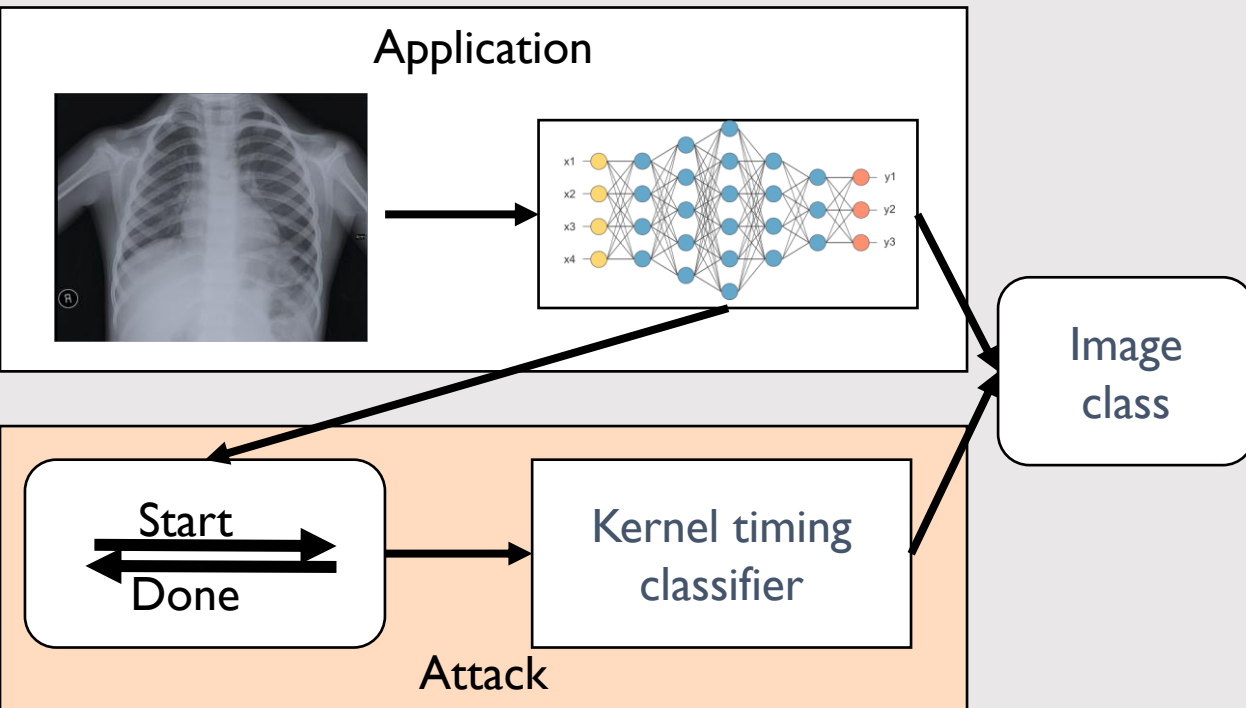 Application
x1
x2
x3
x4
y1
y2
y3
R
Image
class
Start
Done
Kernel timing
classifier
Attack